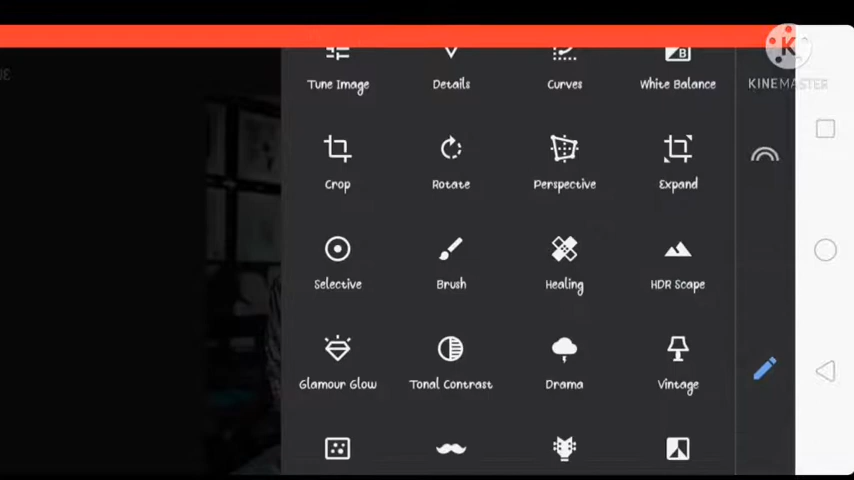 Tune Image Details Curves White Balance
KINEMASTER
Crop Rotate Perspective Expand
Selective Brush Healing HDR Scape
Glamour Glow Tonal Contrast Drama Vintage